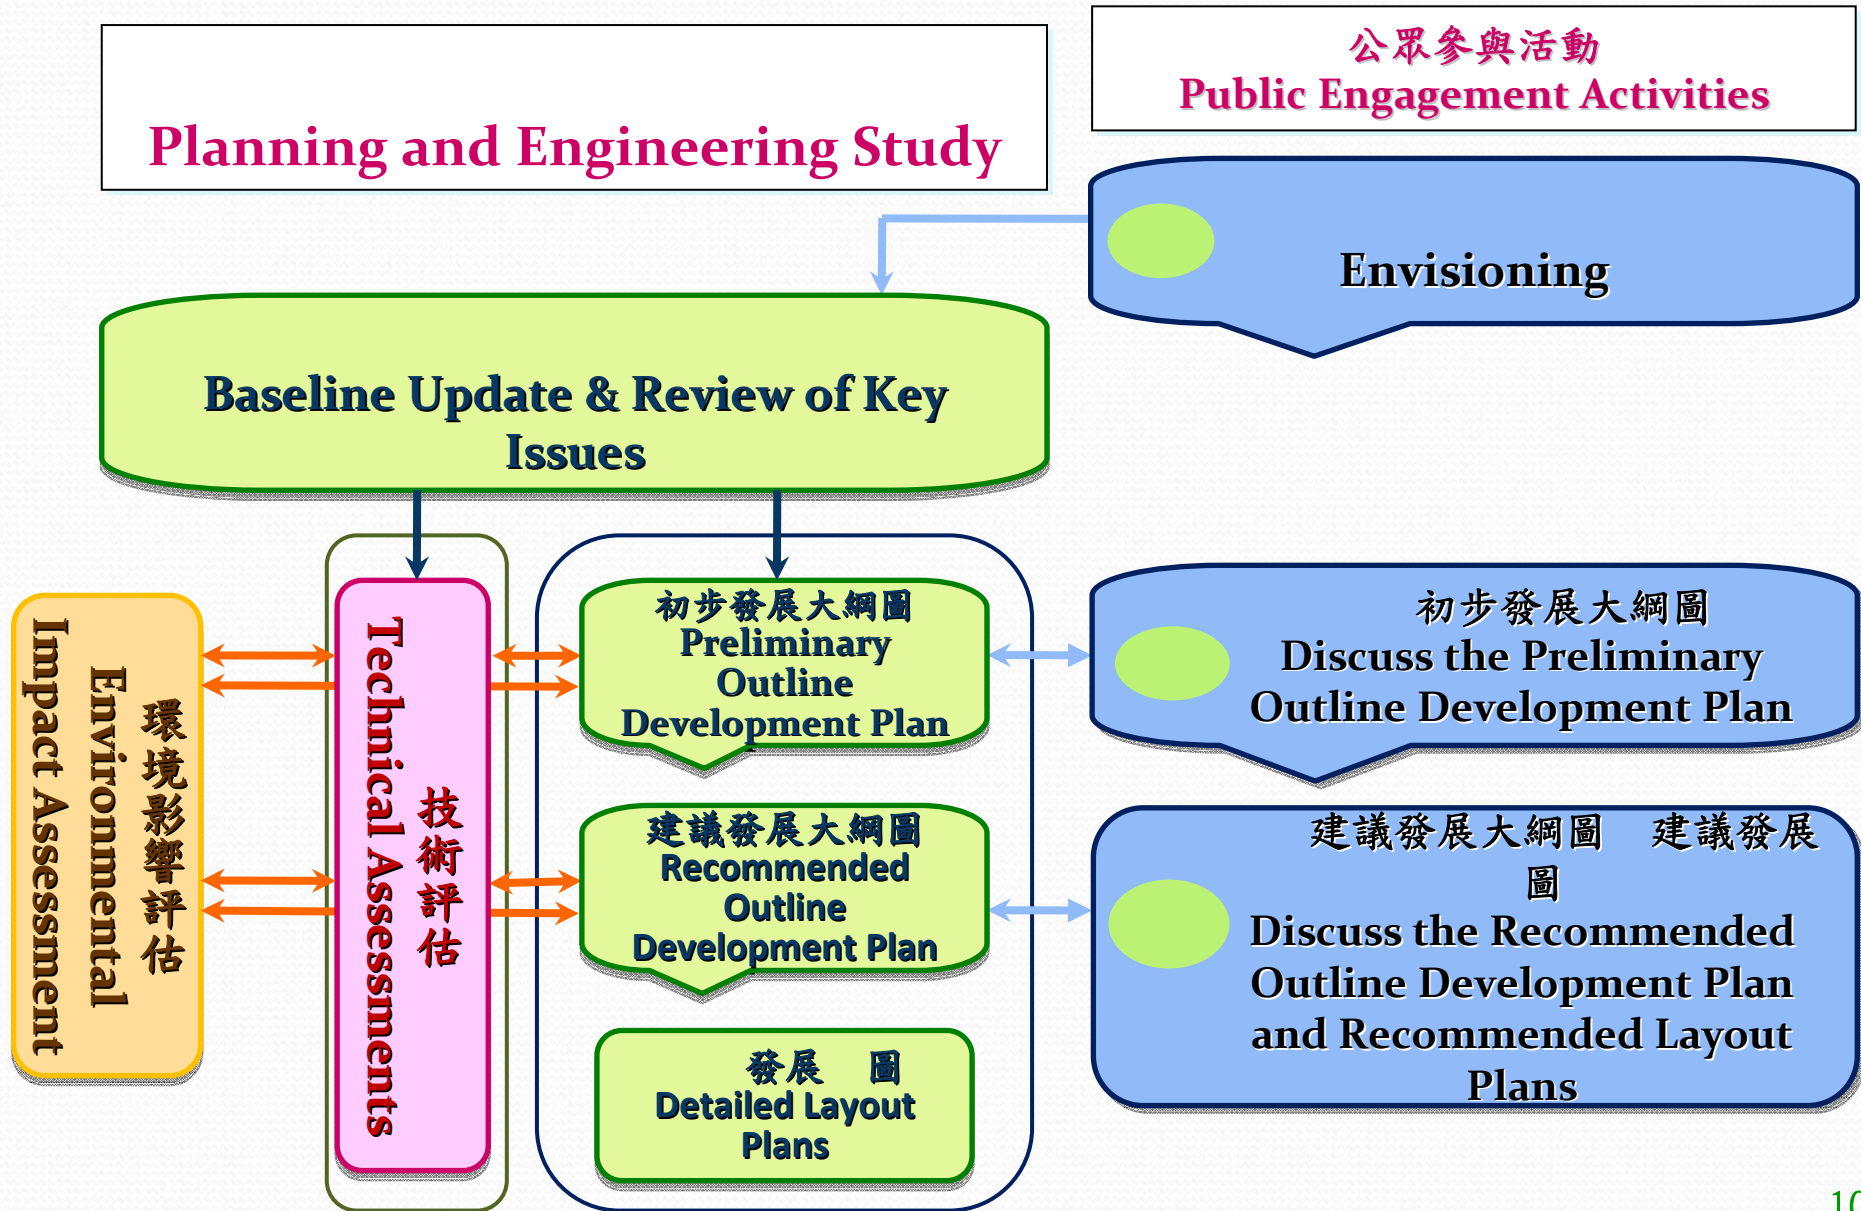 Planning and Engineering Study
公眾參與活動
Public Engagement Activities
Envisioning
Baseline Update & Review of Key
Issues
環境影響評估
Environmental
Impact Assessment
技術評估
Technical Assessments
初步發展大綱圖
Preliminary
Outline
Development Plan
初步發展大綱圖
Discuss the Preliminary
Outline Development Plan
建議發展大綱圖
Recommended
Outline
Development Plan
建議發展大綱圖 建議發展
圖
Discuss the Recommended
Outline Development Plan
and Recommended Layout
Plans
發展 圖
Detailed Layout
Plans
10